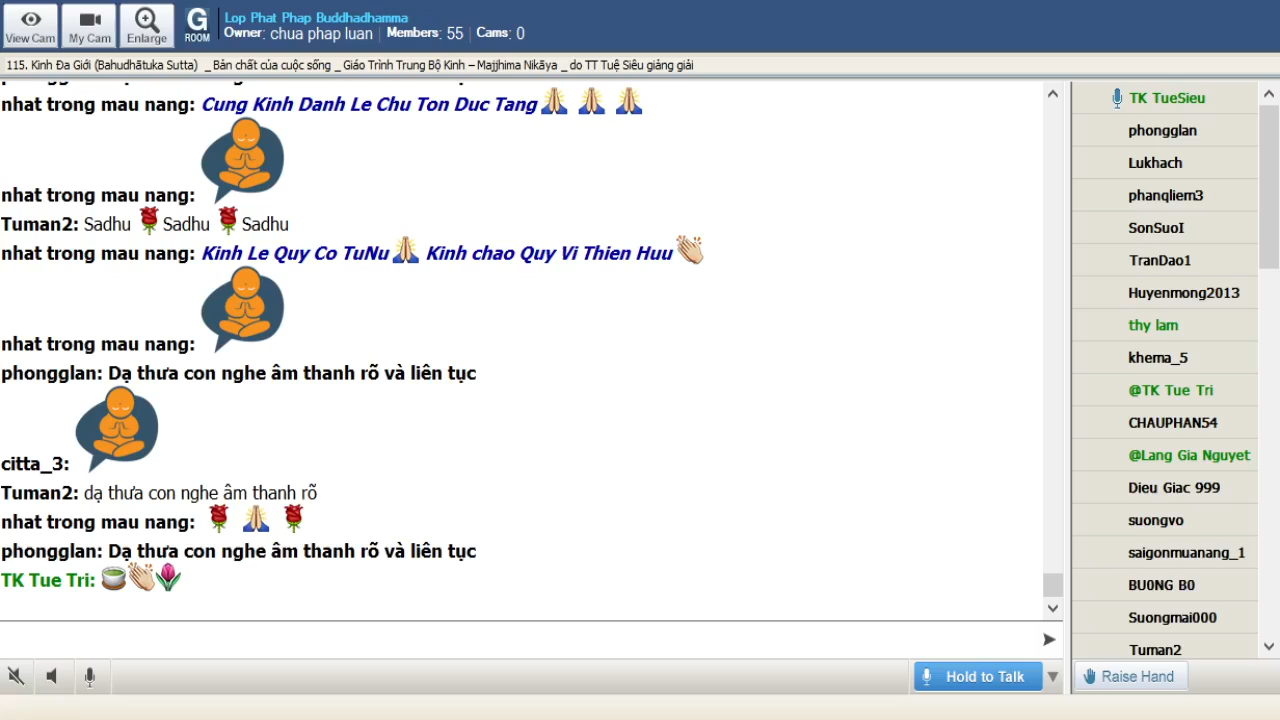 View Cam
My Cam
Enlarge
G
ROOM
Lop Phat Phap Buddhadhamma
Owner: chua phap luan | Members: 55 | Cams: 0
115. Kinh Đa Giới (Bahudhātuka Sutta) _ Bản chất của cuộc sống _ Giáo Trình Trung Bộ Kinh – Majjhima Nikāya _ do TT Tuệ Siêu giảng giải
nhat trong mau nang: Cung Kinh Danh Le Chu Ton Duc Tang
nhat trong mau nang:
Tuman2: Sadhu Sadhu Sadhu
nhat trong mau nang: Kinh Le Quy Co TuNu Kinh chao Quy Vi Thien Huu
nhat trong mau nang:
phongglan: Dạ thưa con nghe âm thanh rõ và liên tục
citta_3:
Tuman2: dạ thưa con nghe âm thanh rõ
nhat trong mau nang:
phongglan: Dạ thưa con nghe âm thanh rõ và liên tục
TK Tue Tri:
TK TueSieu
phongglan
Lukhach
phanqliem3
SonSuoI
TranDao1
Huyenmong2013
thy lam
khema_5
@TK Tue Tri
CHAUPHAN54
@Lang Gia Nguyet
Dieu Giac 999
suongvo
saigonmuanang_1
BU0NG B0
Suongmai000
Tuman2
Hold to Talk
Raise Hand